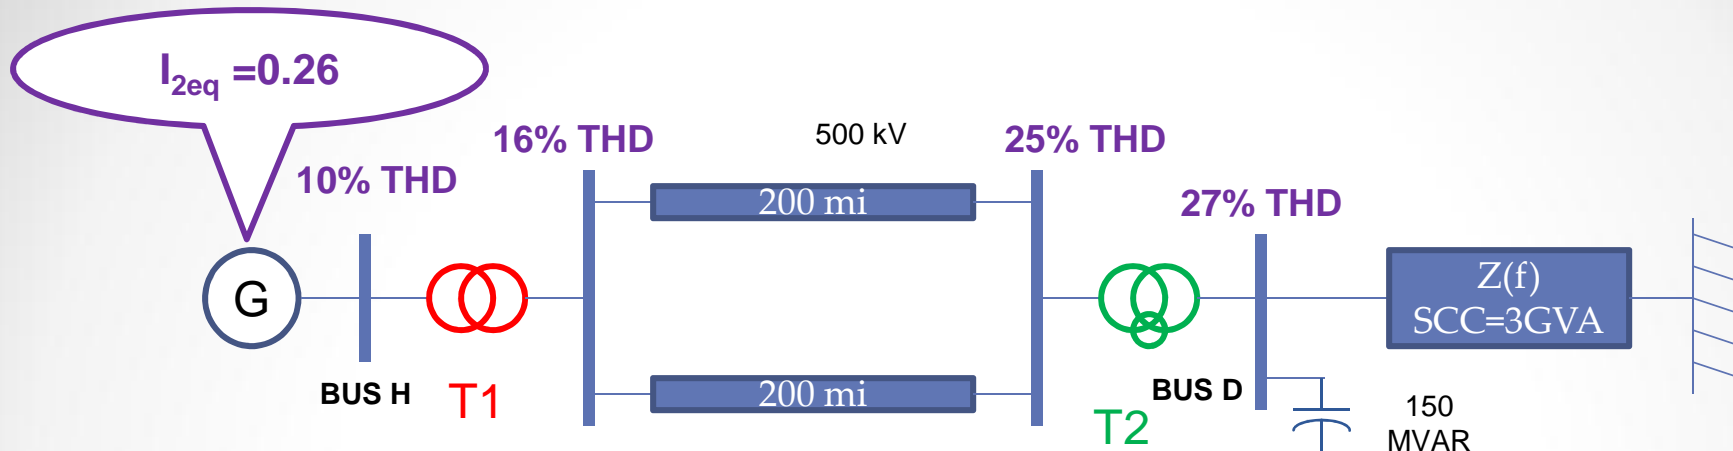 I2eq =0.26
16% THD
500 kV
25% THD
10% THD
27% THD
200 mi
G
Z(f)
SCC=3GVA
BUS H
T1
200 mi
BUS D
T2
150
MVAR